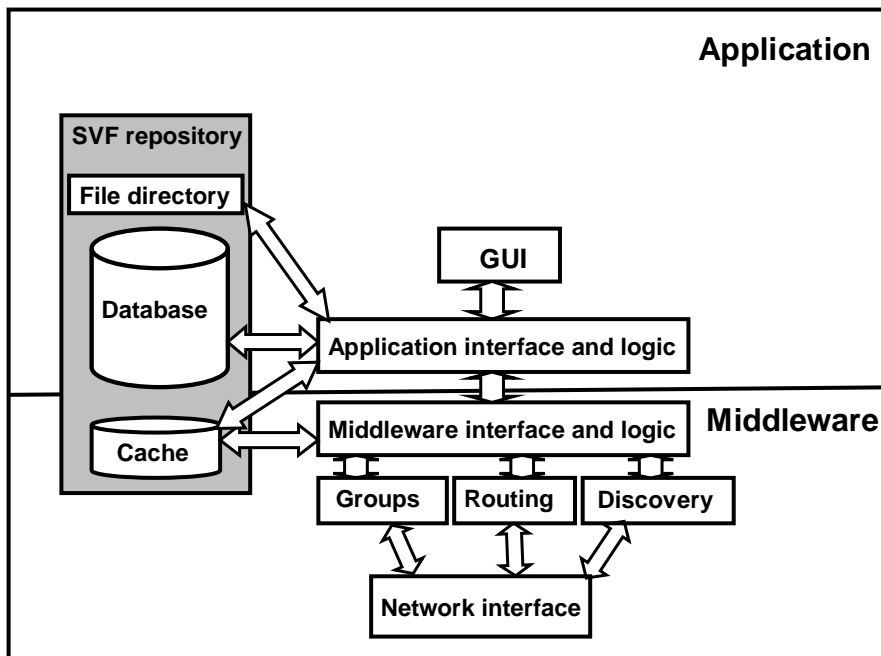 Application
SVF repository
File directory
GUI
Database
Application interface and logic
Middleware
Middleware interface and logic
Cache
Groups
Routing
Discovery
Network interface